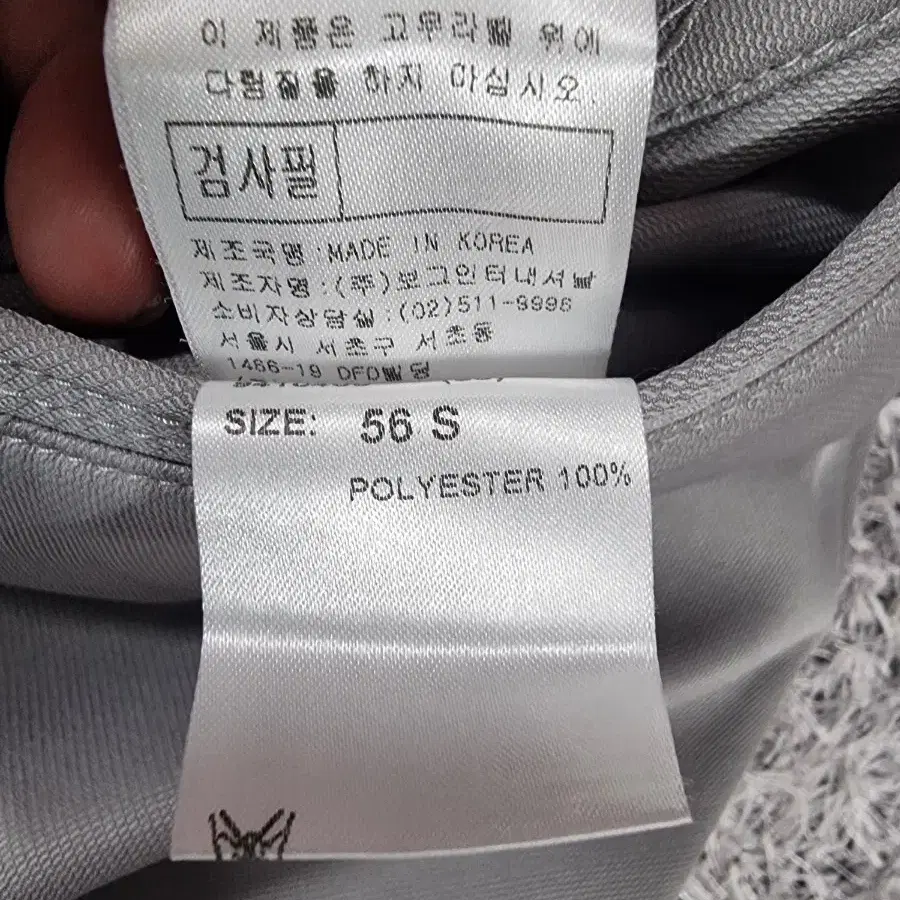 이 제품은 고무라벨 위에
다림질을 하지 마십시오.
검사필
제조국명:MADE IN KOREA
제조자명:(주)보그인터내셔날
소비자상담실:(02)511-9996
서울시 서초구 서초동
1466-19 DFD빌딩
SIZE: 56 S
POLYESTER 100%